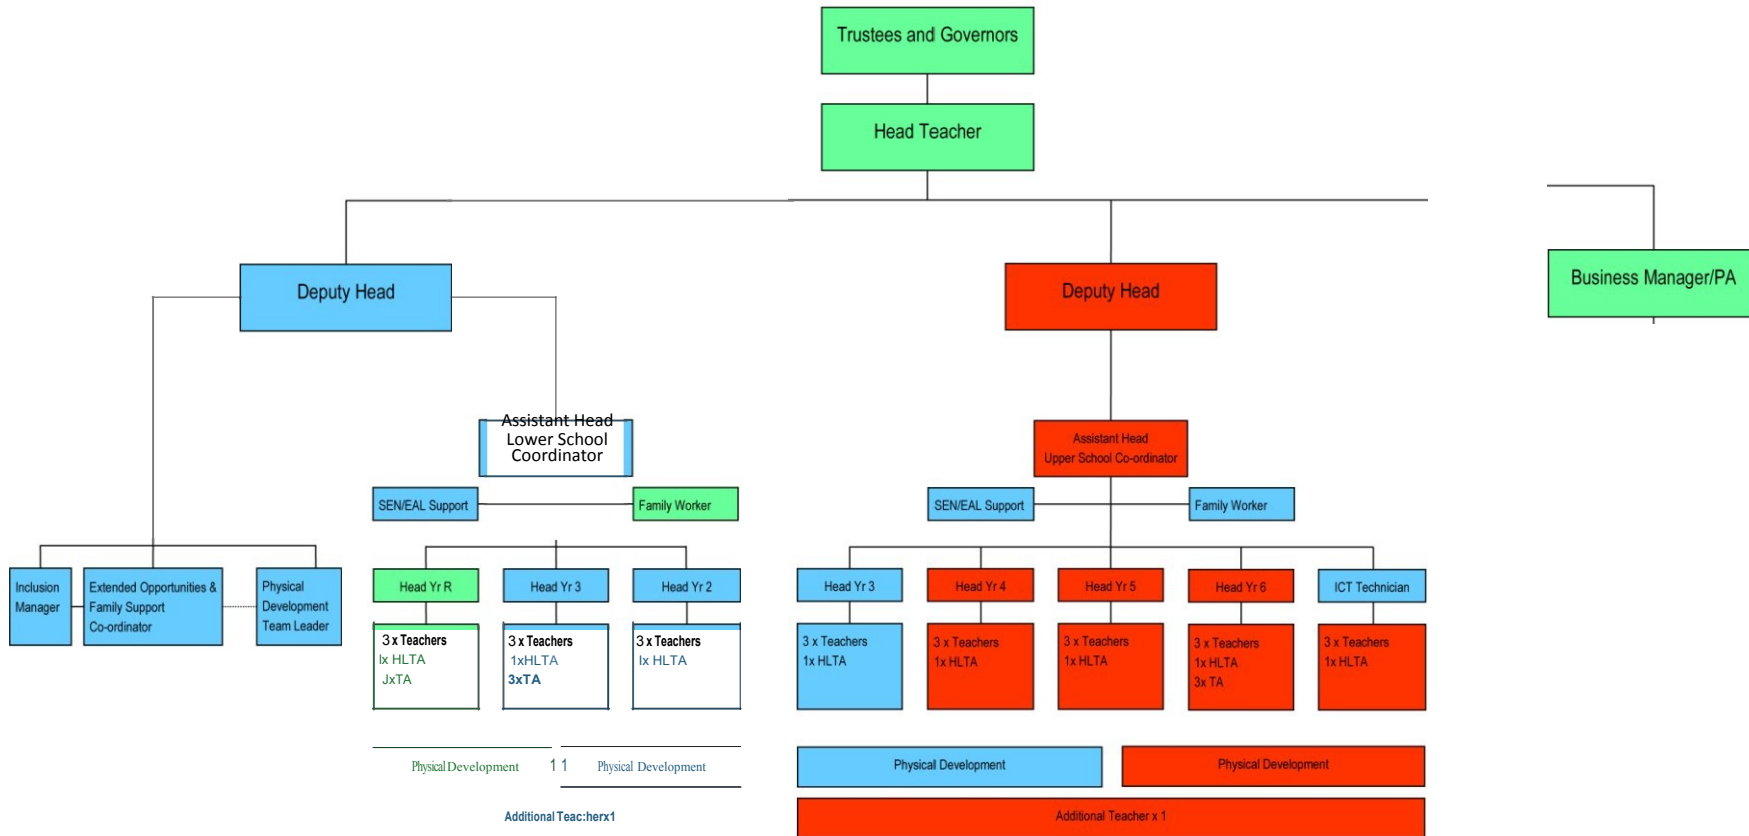 Trustees and Governors
Head Teacher
Deputy Head
Deputy Head
Business Manager/PA
Assistant Head
Lower School
Coordinator
Assistant Head
Upper School Co-ordinator
SEN/EAL Support
Family Worker
SEN/EAL Support
Family Worker
Inclusion
Manager
Extended Opportunities &
Family Support
Co-ordinator
Physical
Development
Team Leader
Head Yr R
Head Yr 3
Head Yr 2
Head Yr 3
Head Yr 4
Head Yr 5
Head Yr 6
ICT Technician
3 x Teachers
lx HLTA
JxTA
3 x Teachers
1xHLTA
3xTA
3 x Teachers
lx HLTA
3 x Teachers
1x HLTA
3 x Teachers
1x HLTA
3 x Teachers
1x HLTA
3 x Teachers
1x HLTA
3x TA
3 x Teachers
1x HLTA
Physical Development
1 1
Physical Development
Physical Development
Physical Development
Additional Teac:herx1
Additional Teacher x 1